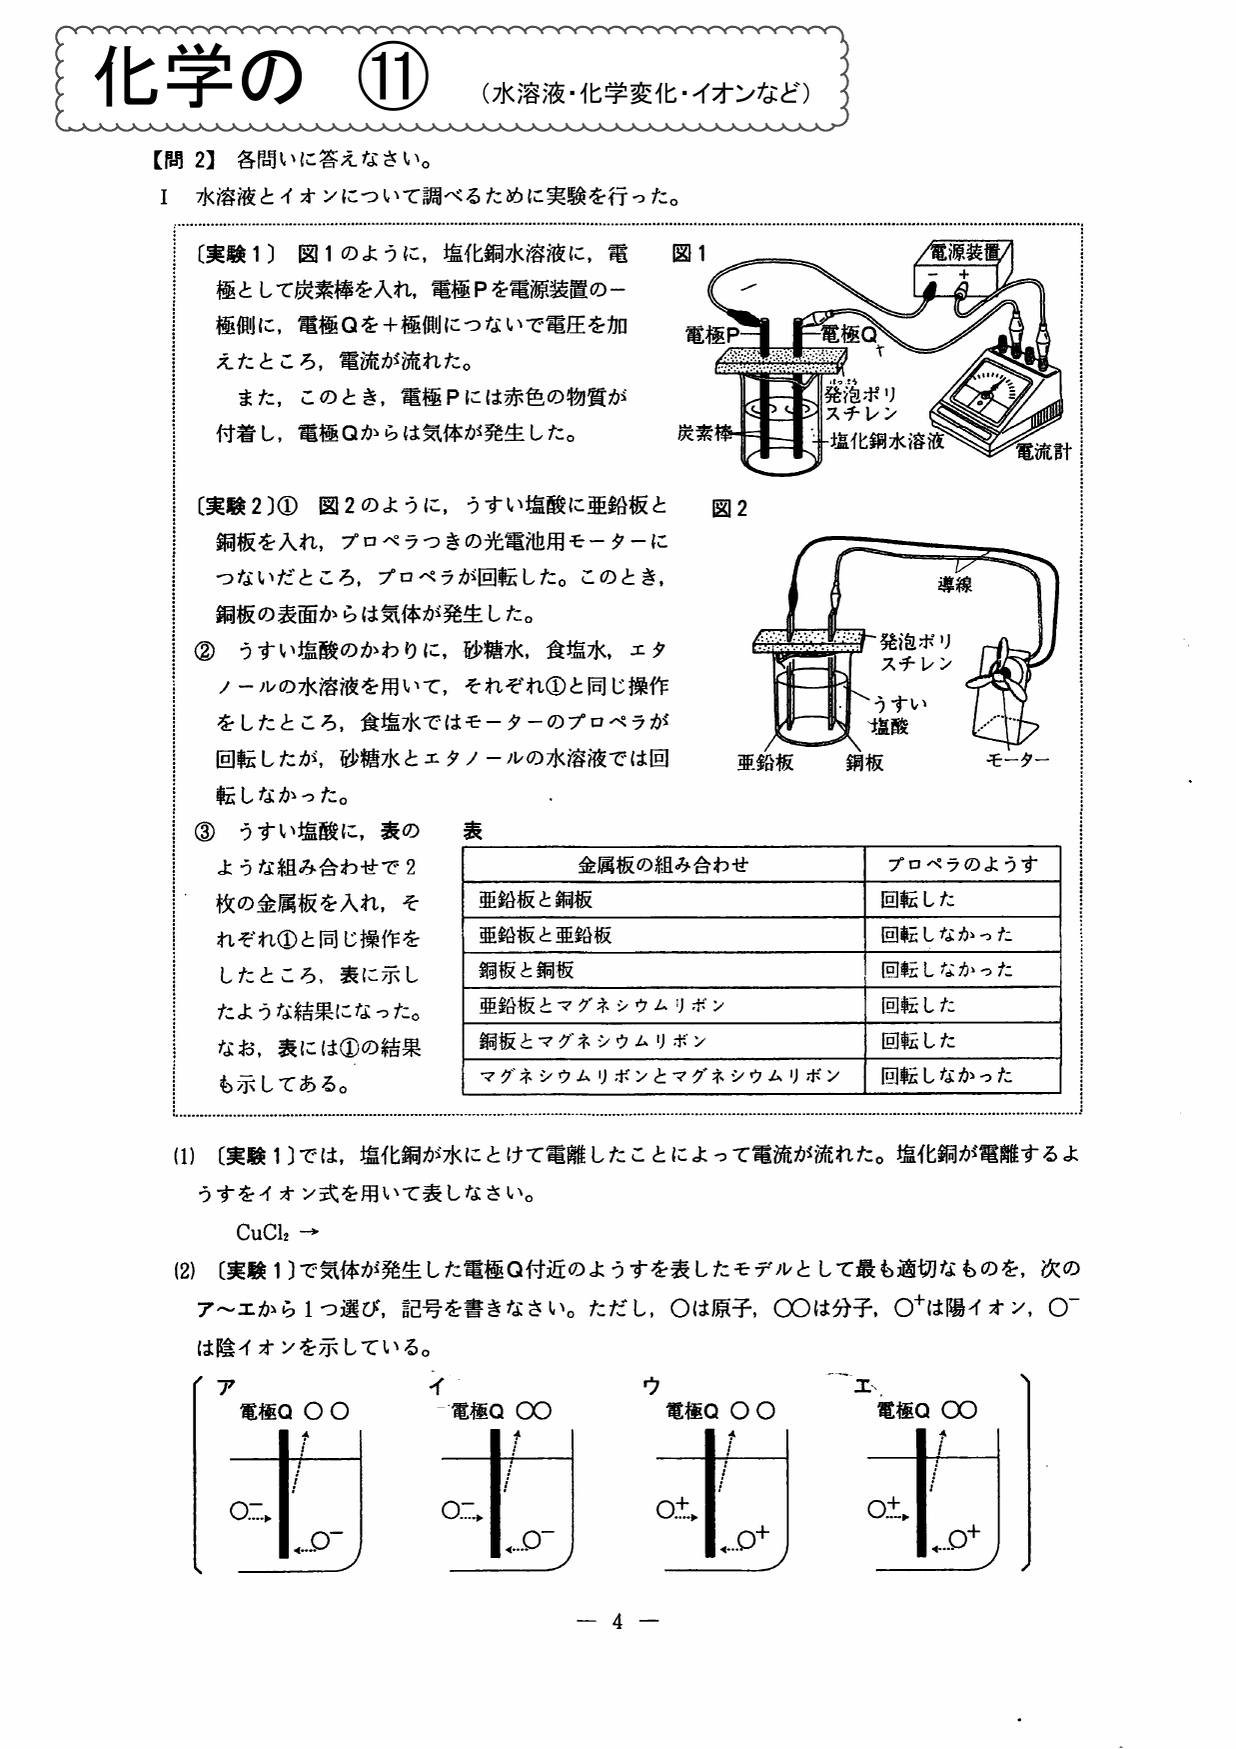 化学の ⑪ （水溶液・化学変化・イオンなど）
【問 2】 各問いに答えなさい。
Ⅰ 水溶液とイオンについて調べるために実験を行った。
〔実験1〕 図1のように，塩化銅水溶液に，電
極として炭素棒を入れ，電極Pを電源装置の－
極側に，電極Qを＋極側につないで電圧を加
えたところ，電流が流れた。
また，このとき，電極Pには赤色の物質が
付着し，電極Qからは気体が発生した。
図1
電源装置
－ ＋
電極P
電極Q
はっぽう
発泡ポリ
スチレン
炭素棒
塩化銅水溶液
電流計
〔実験2〕① 図2のように，うすい塩酸に亜鉛板と
銅板を入れ，プロペラつきの光電池用モーターに
つないだところ，プロペラが回転した。このとき，
銅板の表面からは気体が発生した。
② うすい塩酸のかわりに，砂糖水，食塩水，エタ
ノールの水溶液を用いて，それぞれ①と同じ操作
をしたところ，食塩水ではモーターのプロペラが
回転したが，砂糖水とエタノールの水溶液では回
転しなかった。
図2
導線
発泡ポリ
スチレン
うすい
塩酸
亜鉛板
銅板
モーター
③ うすい塩酸に，表の
ような組み合わせで2
枚の金属板を入れ，そ
れぞれ①と同じ操作を
したところ，表に示し
たような結果になった。
なお，表には①の結果
も示してある。
表
金属板の組み合わせ プロペラのようす
亜鉛板と銅板 回転した
亜鉛板と亜鉛板 回転しなかった
銅板と銅板 回転しなかった
亜鉛板とマグネシウムリボン 回転した
銅板とマグネシウムリボン 回転した
マグネシウムリボンとマグネシウムリボン 回転しなかった
(1) 〔実験1〕では，塩化銅が水にとけて電離したことによって電流が流れた。塩化銅が電離するよ
うすをイオン式を用いて表しなさい。
CuCl₂ →
(2) 〔実験1〕で気体が発生した電極Q付近のようすを表したモデルとして最も適切なものを，次の
ア～エから1つ選び，記号を書きなさい。ただし，○は原子，○○は分子，○⁺は陽イオン，○⁻
は陰イオンを示している。
ア イ ウ エ
電極Q ○ ○ 電極Q ○○ 電極Q ○ ○ 電極Q ○○
○⁻ ○⁻ ○⁺ ○⁺
○⁻ ○⁻ ○⁺ ○⁺
— 4 —